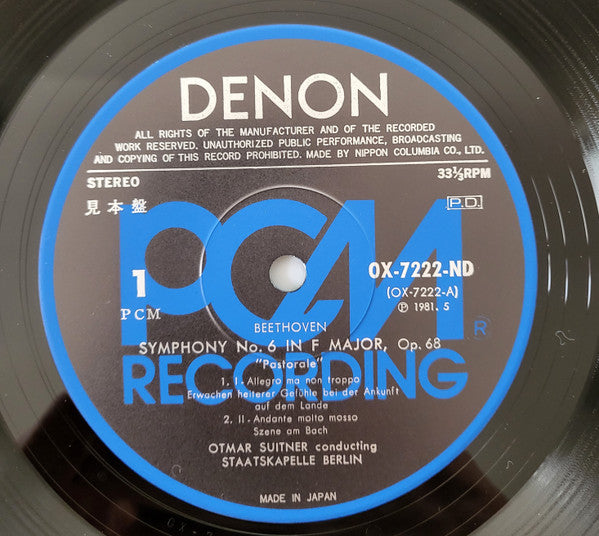 DENON
ALL RIGHTS OF THE MANUFACTURER AND OF THE RECORDED
WORK RESERVED. UNAUTHORIZED PUBLIC PERFORMANCE, BROADCASTING
AND COPYING OF THIS RECORD PROHIBITED. MADE BY NIPPON COLUMBIA CO., LTD.
STEREO 33⅓RPM
見本盤 P.D.
PCM
1 OX-7222-ND
PCM (OX-7222-A)
Ⓟ 1981. 5
BEETHOVEN ®
SYMPHONY No. 6 IN F MAJOR, Op. 68
"Pastorale"
RECORDING
1. I - Allegro ma non troppo
Erwachen heiterer Gefühle bei der Ankunft
auf dem Lande
2. II - Andante molto mosso
Szene am Bach
OTMAR SUITNER conducting
STAATSKAPELLE BERLIN
MADE IN JAPAN